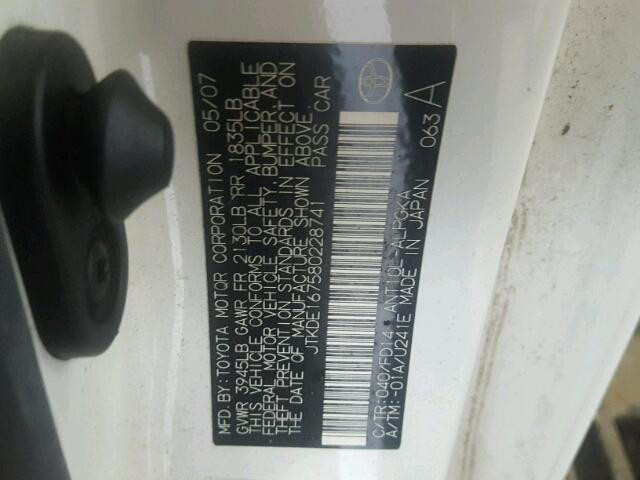 MFD. BY: TOYOTA MOTOR CORPORATION 05/07
GVWR 3945LB GAWR FR 2130LB RR 1835LB
THIS VEHICLE CONFORMS TO ALL APPLICABLE
FEDERAL MOTOR VEHICLE SAFETY, BUMPER, AND
THEFT PREVENTION STANDARDS IN EFFECT ON
THE DATE OF MANUFACTURE SHOWN ABOVE.
JTKDE167580228741 PASS CAR
C/TR: 040/FD14 ANT10L-ALPGKA 063 A
A/TM: -01A/U241E MADE IN JAPAN